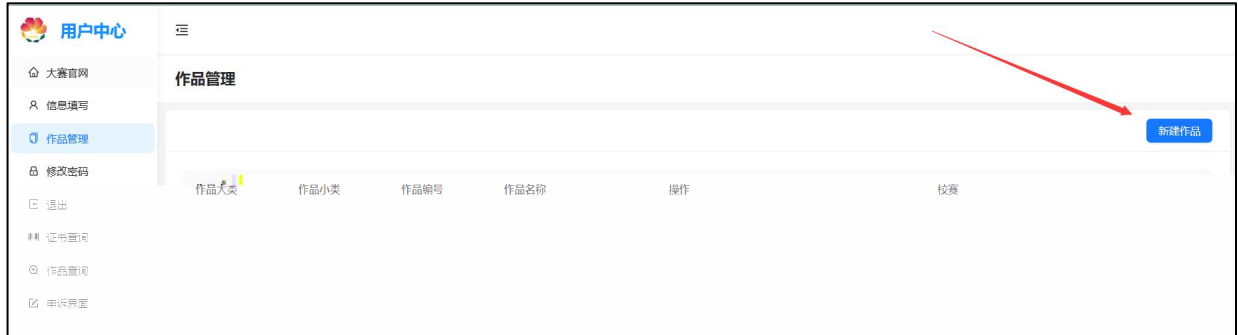 用户中心
大赛官网
作品管理
信息填写
作品管理
新建作品
修改密码
作品大类 作品小类 作品编号 作品名称 操作 校赛
退出
证书查询
作品查询
申诉界面